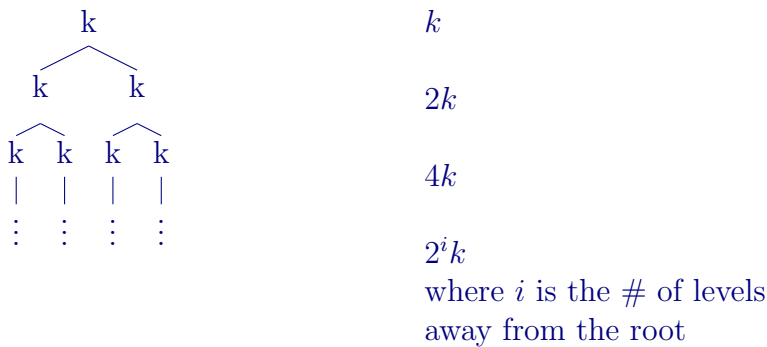 k k
k k 2k
k k k k 4k
⋮ ⋮ ⋮ ⋮ 2^i k
where i is the # of levels
away from the root